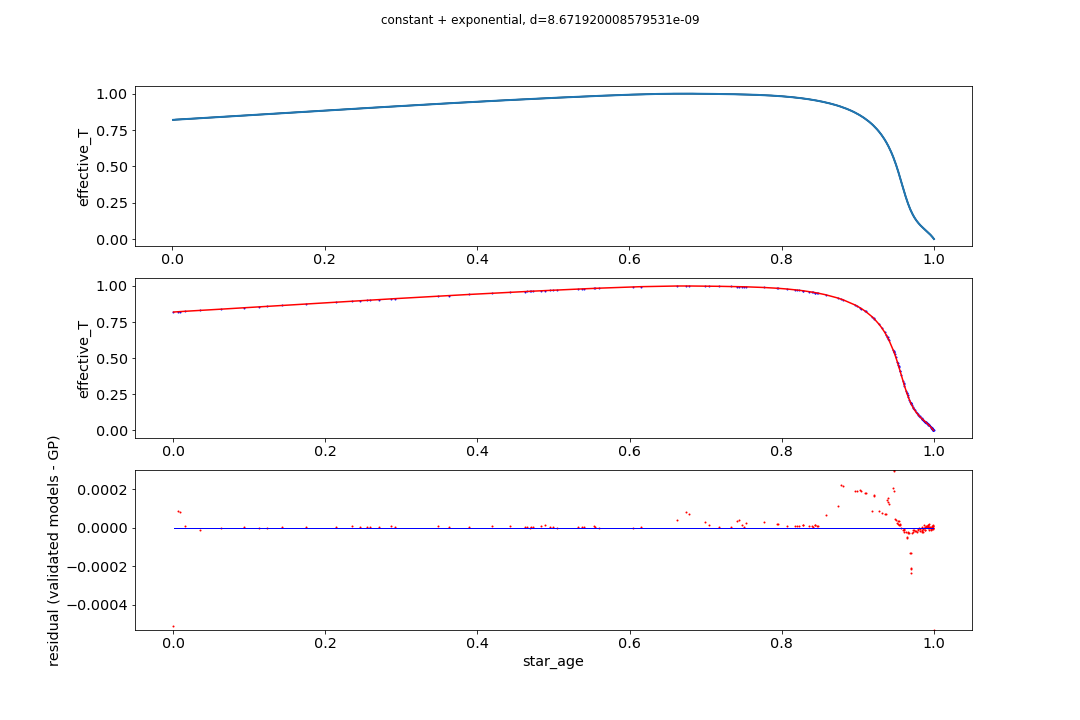 constant + exponential, d=8.671920008579531e-09
effective_T
1.00
0.75
0.50
0.25
0.00
0.0 0.2 0.4 0.6 0.8 1.0
effective_T
1.00
0.75
0.50
0.25
0.00
0.0 0.2 0.4 0.6 0.8 1.0
residual (validated models - GP)
0.0002
0.0000
−0.0002
−0.0004
0.0 0.2 0.4 0.6 0.8 1.0
star_age